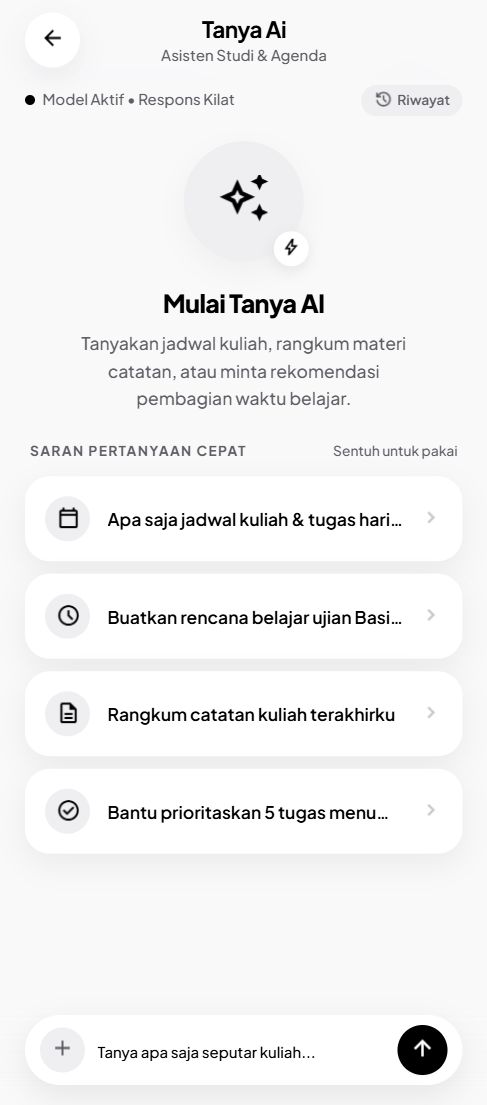 Tanya Ai
Asisten Studi & Agenda
Model Aktif • Respons Kilat
Riwayat
Mulai Tanya AI
Tanyakan jadwal kuliah, rangkum materi
catatan, atau minta rekomendasi
pembagian waktu belajar.
SARAN PERTANYAAN CEPAT
Sentuh untuk pakai
Apa saja jadwal kuliah & tugas hari...
Buatkan rencana belajar ujian Basi...
Rangkum catatan kuliah terakhirku
Bantu prioritaskan 5 tugas menu...
Tanya apa saja seputar kuliah...